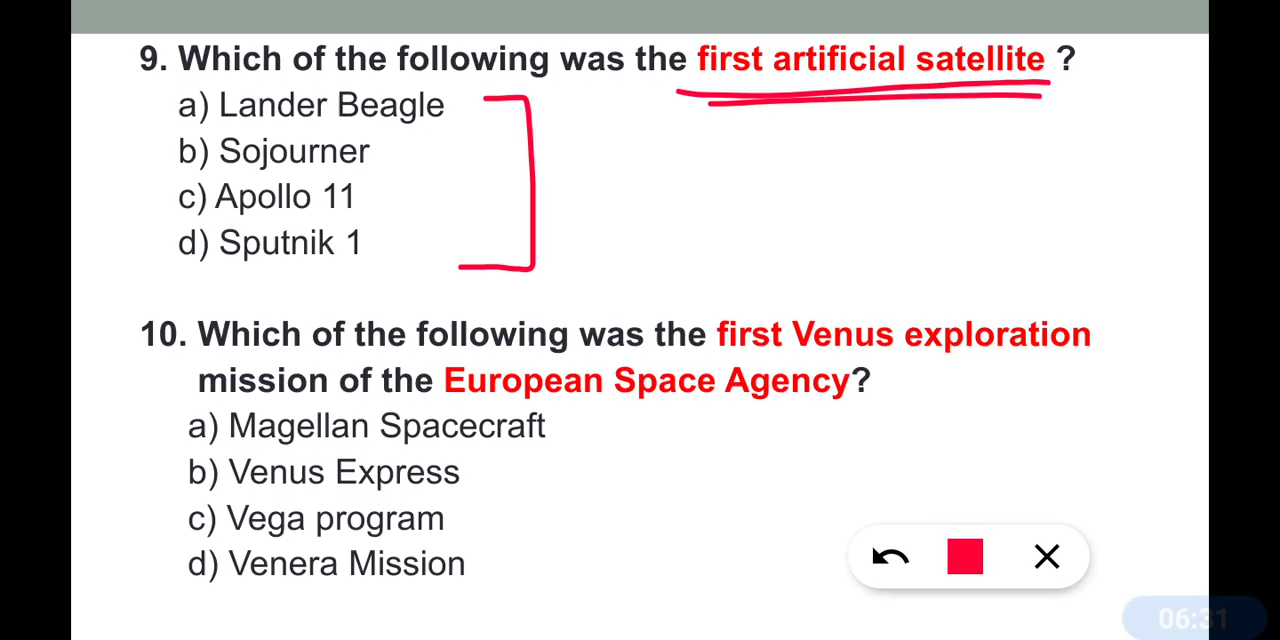 9. Which of the following was the first artificial satellite ?
a) Lander Beagle
b) Sojourner
c) Apollo 11
d) Sputnik 1
10. Which of the following was the first Venus exploration
mission of the European Space Agency?
a) Magellan Spacecraft
b) Venus Express
c) Vega program
d) Venera Mission
06:31